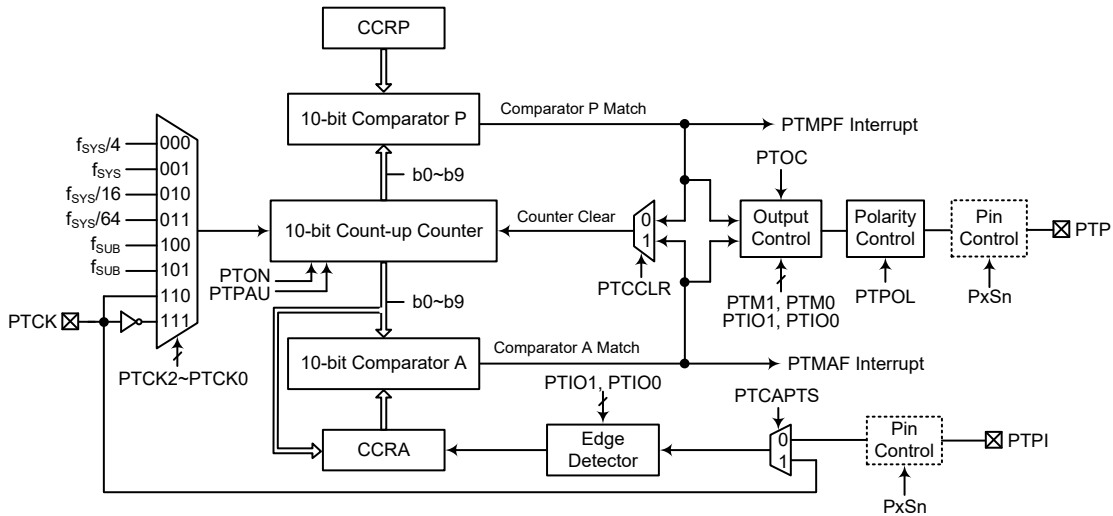 CCRP
10-bit Comparator P
Comparator P Match
PTMPF Interrupt
b0~b9
fSYS/4
000
fSYS
001
fSYS/16
010
fSYS/64
011
fSUB
100
fSUB
101
110
111
PTCK
PTCK2~PTCK0
10-bit Count-up Counter
PTON
PTPAU
Counter Clear
0
1
PTCCLR
PTOC
Output
Control
PTM1, PTM0
PTIO1, PTIO0
Polarity
Control
PTPOL
Pin
Control
PxSn
PTP
b0~b9
10-bit Comparator A
Comparator A Match
PTMAF Interrupt
CCRA
PTIO1, PTIO0
Edge
Detector
PTCAPTS
0
1
Pin
Control
PxSn
PTPI